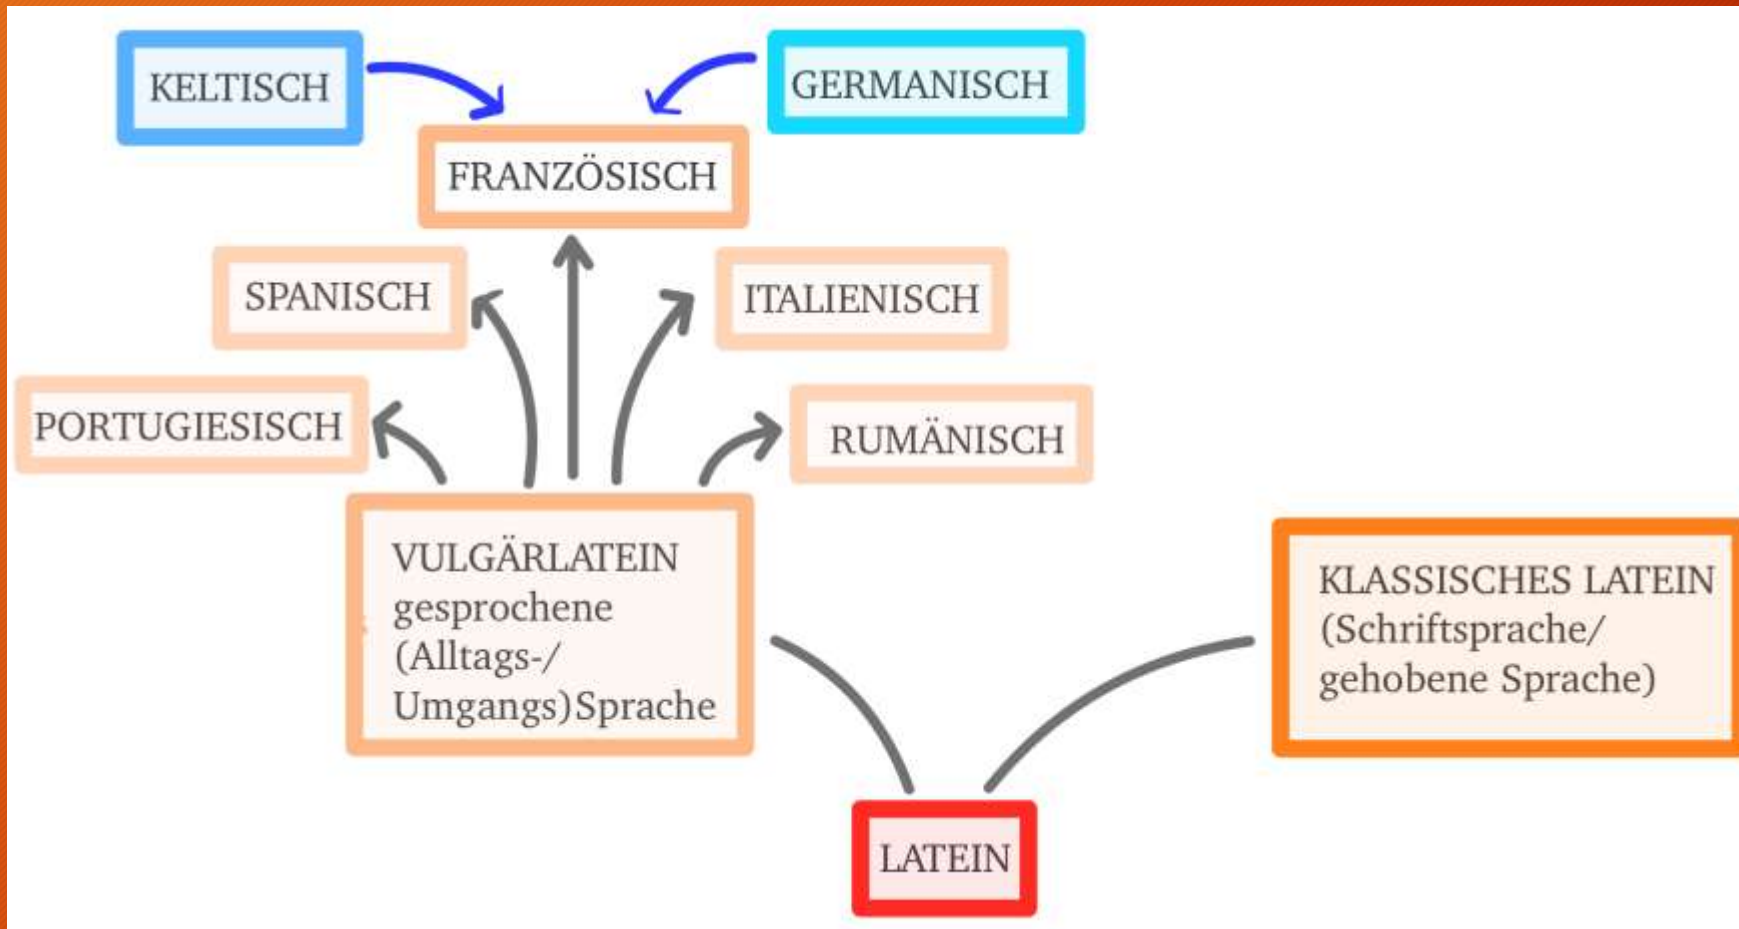 KELTISCH
GERMANISCH
FRANZÖSISCH
SPANISCH
ITALIENISCH
PORTUGIESISCH
RUMÄNISCH
VULGÄRLATEIN
gesprochene
(Alltags-/
Umgangs)Sprache
KLASSISCHES LATEIN
(Schriftsprache/
gehobene Sprache)
LATEIN